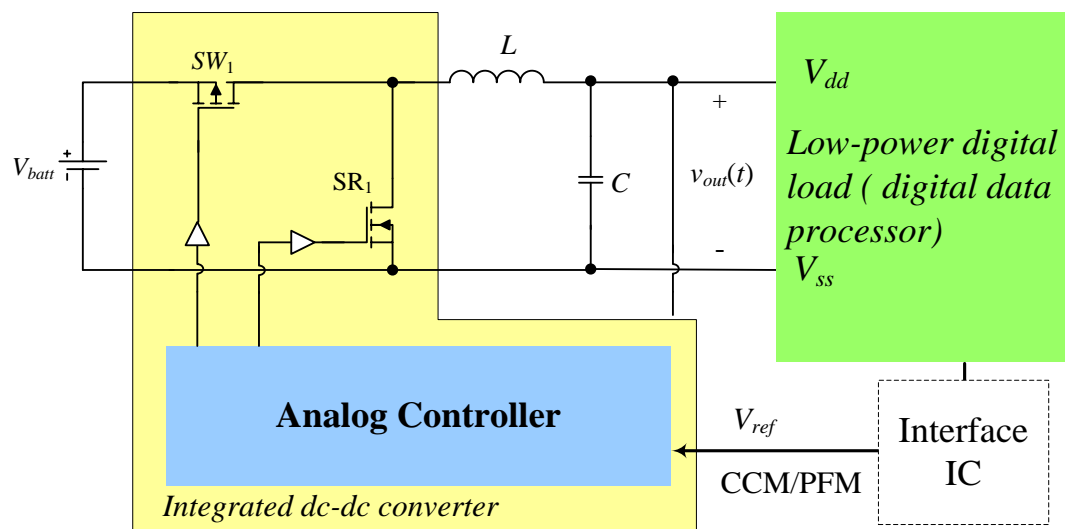 SW1
L
Vbatt
+
-
SR1
C
+
vout(t)
-
Vdd
Low-power digital
load ( digital data
processor)
Vss
Analog Controller
Integrated dc-dc converter
Vref
CCM/PFM
Interface
IC